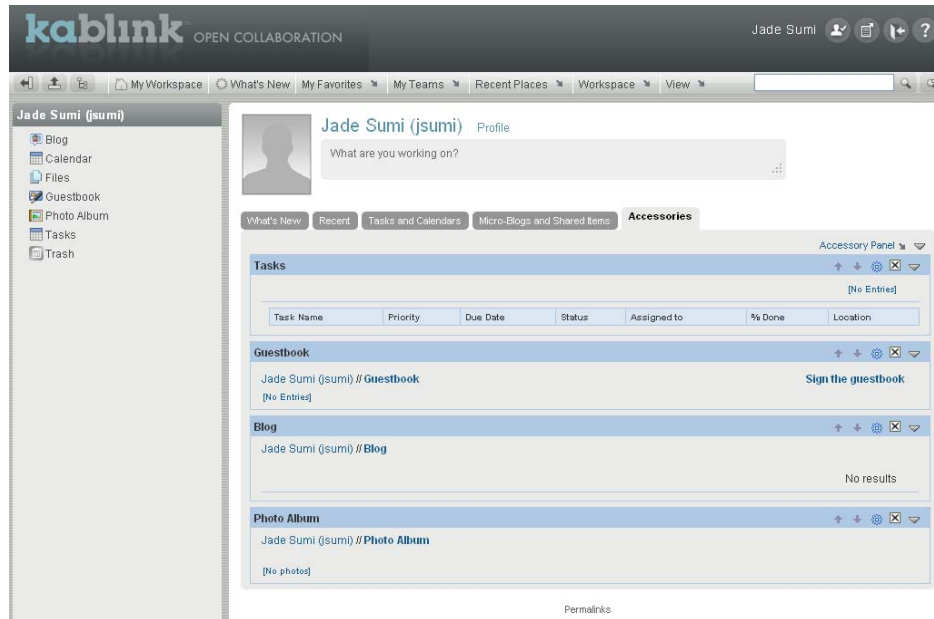 kablink OPEN COLLABORATION
Jade Sumi
?
My Workspace What's New My Favorites My Teams Recent Places Workspace View
Jade Sumi (jsumi)
Blog
Calendar
Files
Guestbook
Photo Album
Tasks
Trash
Jade Sumi (jsumi) Profile
What are you working on?
What's New Recent Tasks and Calendars Micro-Blogs and Shared Items Accessories
Accessory Panel
Tasks
[No Entries]
Task Name Priority Due Date Status Assigned to % Done Location
Guestbook
Jade Sumi (jsumi) // Guestbook Sign the guestbook
[No Entries]
Blog
Jade Sumi (jsumi) // Blog
No results
Photo Album
Jade Sumi (jsumi) // Photo Album
[No photos]
Permalinks